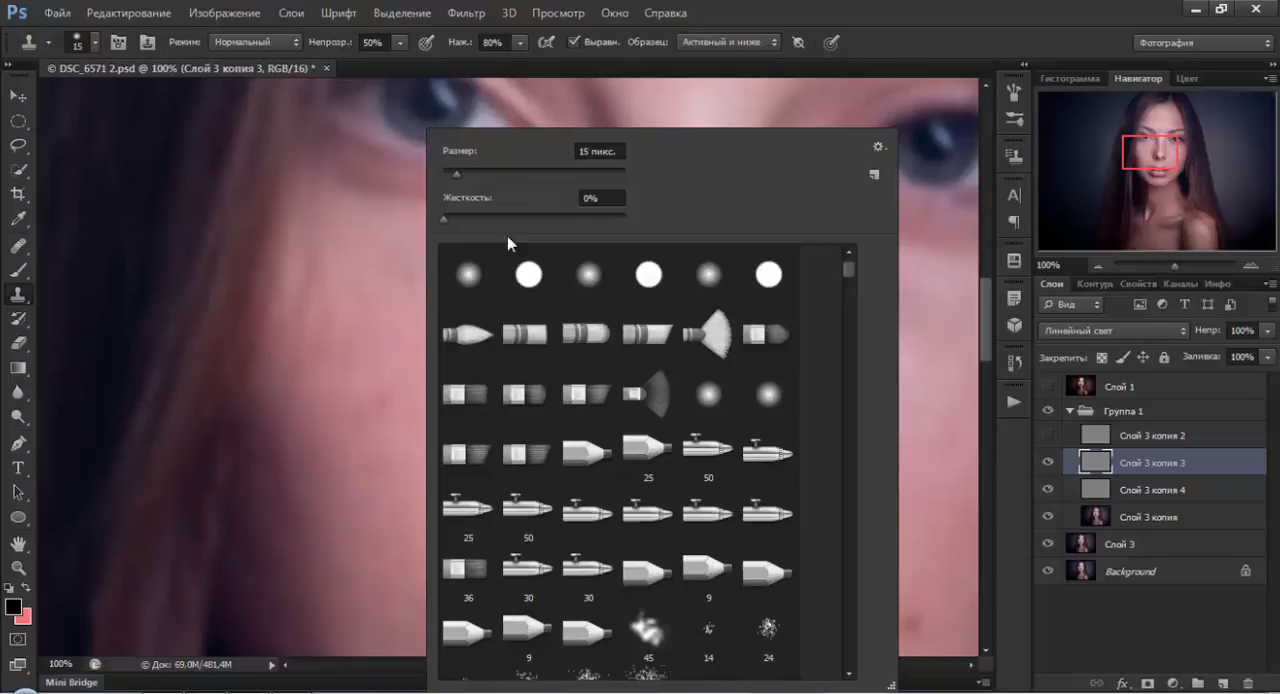 Ps Файл Редактирование Изображение Слои Шрифт Выделение Фильтр 3D Просмотр Окно Справка
15 Режим: Нормальный Непрозр.: 50% Наж.: 80% Выравн. Образец: Активный и ниже Фотография
© DSC_6571 2.psd @ 100% (Слой 3 копия 3, RGB/16) *
Гистограмма Навигатор Цвет
Размер: 15 пикс.
Жесткость: 0%
100%
Слои Контуры Свойства Каналы Инфо
Вид
Линейный свет Непр: 100%
Закрепить: Заливка: 100%
Слой 1
Группа 1
Слой 3 копия 2
Слой 3 копия 3
Слой 3 копия 4
Слой 3 копия
Слой 3
Background
25 50
25 50
36 30 30 9
9 45 14 24
100% © Док: 69,0M/481,4M
Mini Bridge